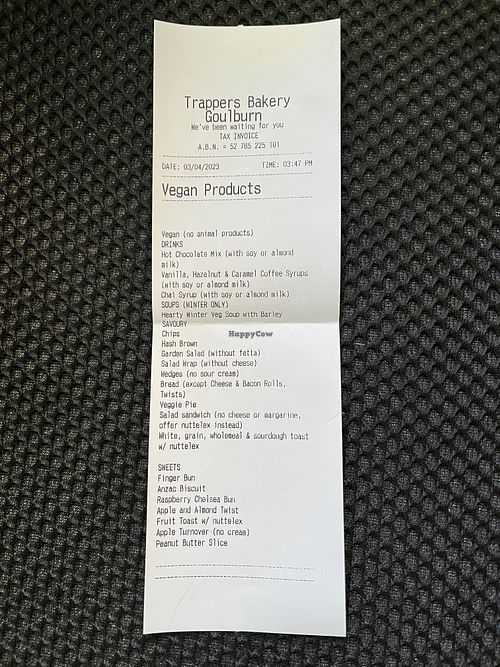 Trappers Bakery
Goulburn
We've been waiting for you
TAX INVOICE
A.B.N. = 52 765 225 101
DATE: 03/04/2023 TIME: 03:47 PM
Vegan Products
Vegan (no animal products)
DRINKS
Hot Chocolate Mix (with soy or almond
milk)
Vanilla, Hazelnut & Caramel Coffee Syrups
(with soy or almond milk)
Chai Syrup (with soy or almond milk)
SOUPS (WINTER ONLY)
Hearty Winter Veg Soup with Barley
SAVOURY
Chips
HappyCow
Hash Brown
Garden Salad (without fetta)
Salad Wrap (without cheese)
Wedges (no sour cream)
Bread (except Cheese & Bacon Rolls,
Twists)
Veggie Pie
Salad sandwich (no cheese or margarine,
offer nuttelex instead)
White, grain, wholemeal & sourdough toast
w/ nuttelex
SWEETS
Finger Bun
Anzac Biscuit
Raspberry Chelsea Bun
Apple and Almond Twist
Fruit Toast w/ nuttelex
Apple Turnover (no cream)
Peanut Butter Slice